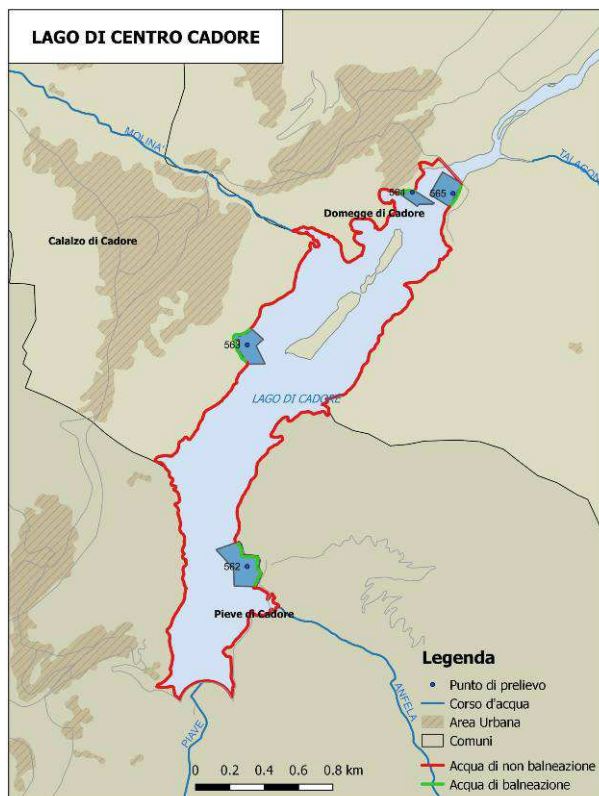 LAGO DI CENTRO CADORE
MOLINA'
TALAGON
564
565
Domegge di Cadore
Calalzo di Cadore
563
LAGO DI CADORE
562
Pieve di Cadore
PIAVE
ANFELA
Legenda
Punto di prelievo
Corso d'acqua
Area Urbana
Comuni
Acqua di non balneazione
Acqua di balneazione
0 0.2 0.4 0.6 0.8 km